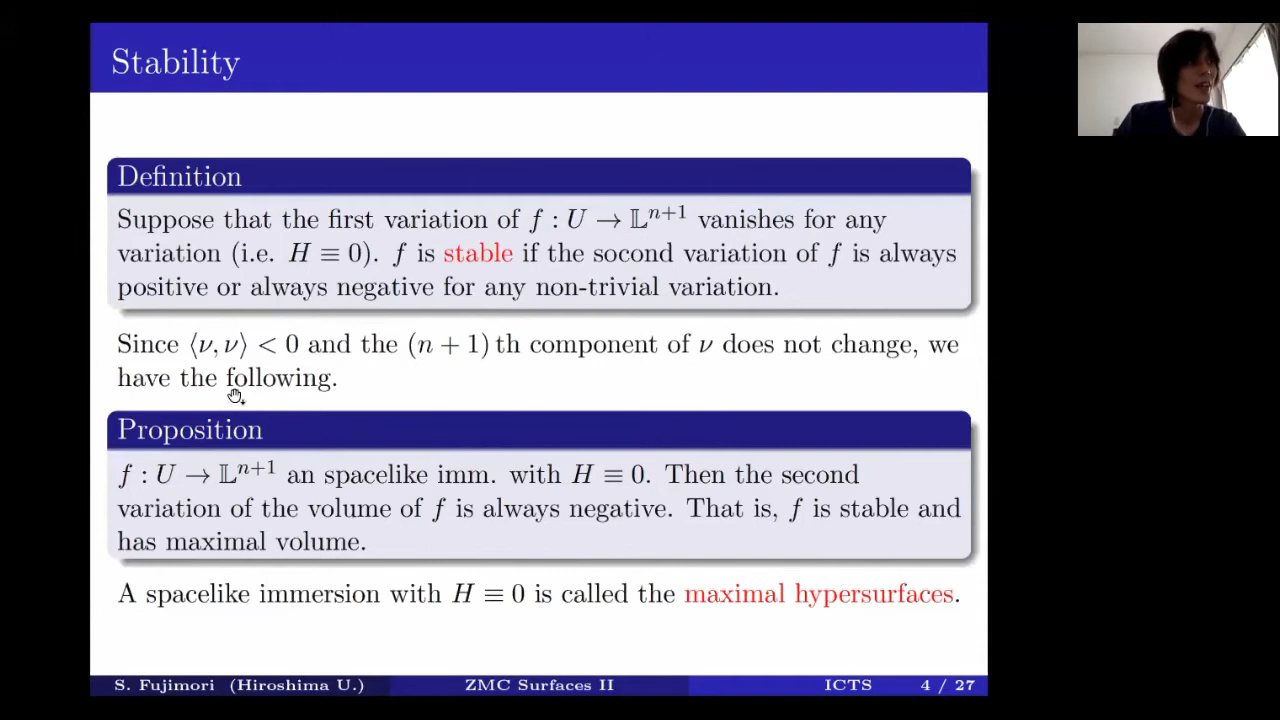 Stability
Definition
Suppose that the first variation of f : U → 𝕃ⁿ⁺¹ vanishes for any
variation (i.e. H ≡ 0). f is stable if the socond variation of f is always
positive or always negative for any non-trivial variation.
Since ⟨ν, ν⟩ < 0 and the (n + 1) th component of ν does not change, we
have the following.
Proposition
f : U → 𝕃ⁿ⁺¹ an spacelike imm. with H ≡ 0. Then the second
variation of the volume of f is always negative. That is, f is stable and
has maximal volume.
A spacelike immersion with H ≡ 0 is called the maximal hypersurfaces.
S. Fujimori (Hiroshima U.) ZMC Surfaces II ICTS 4 / 27